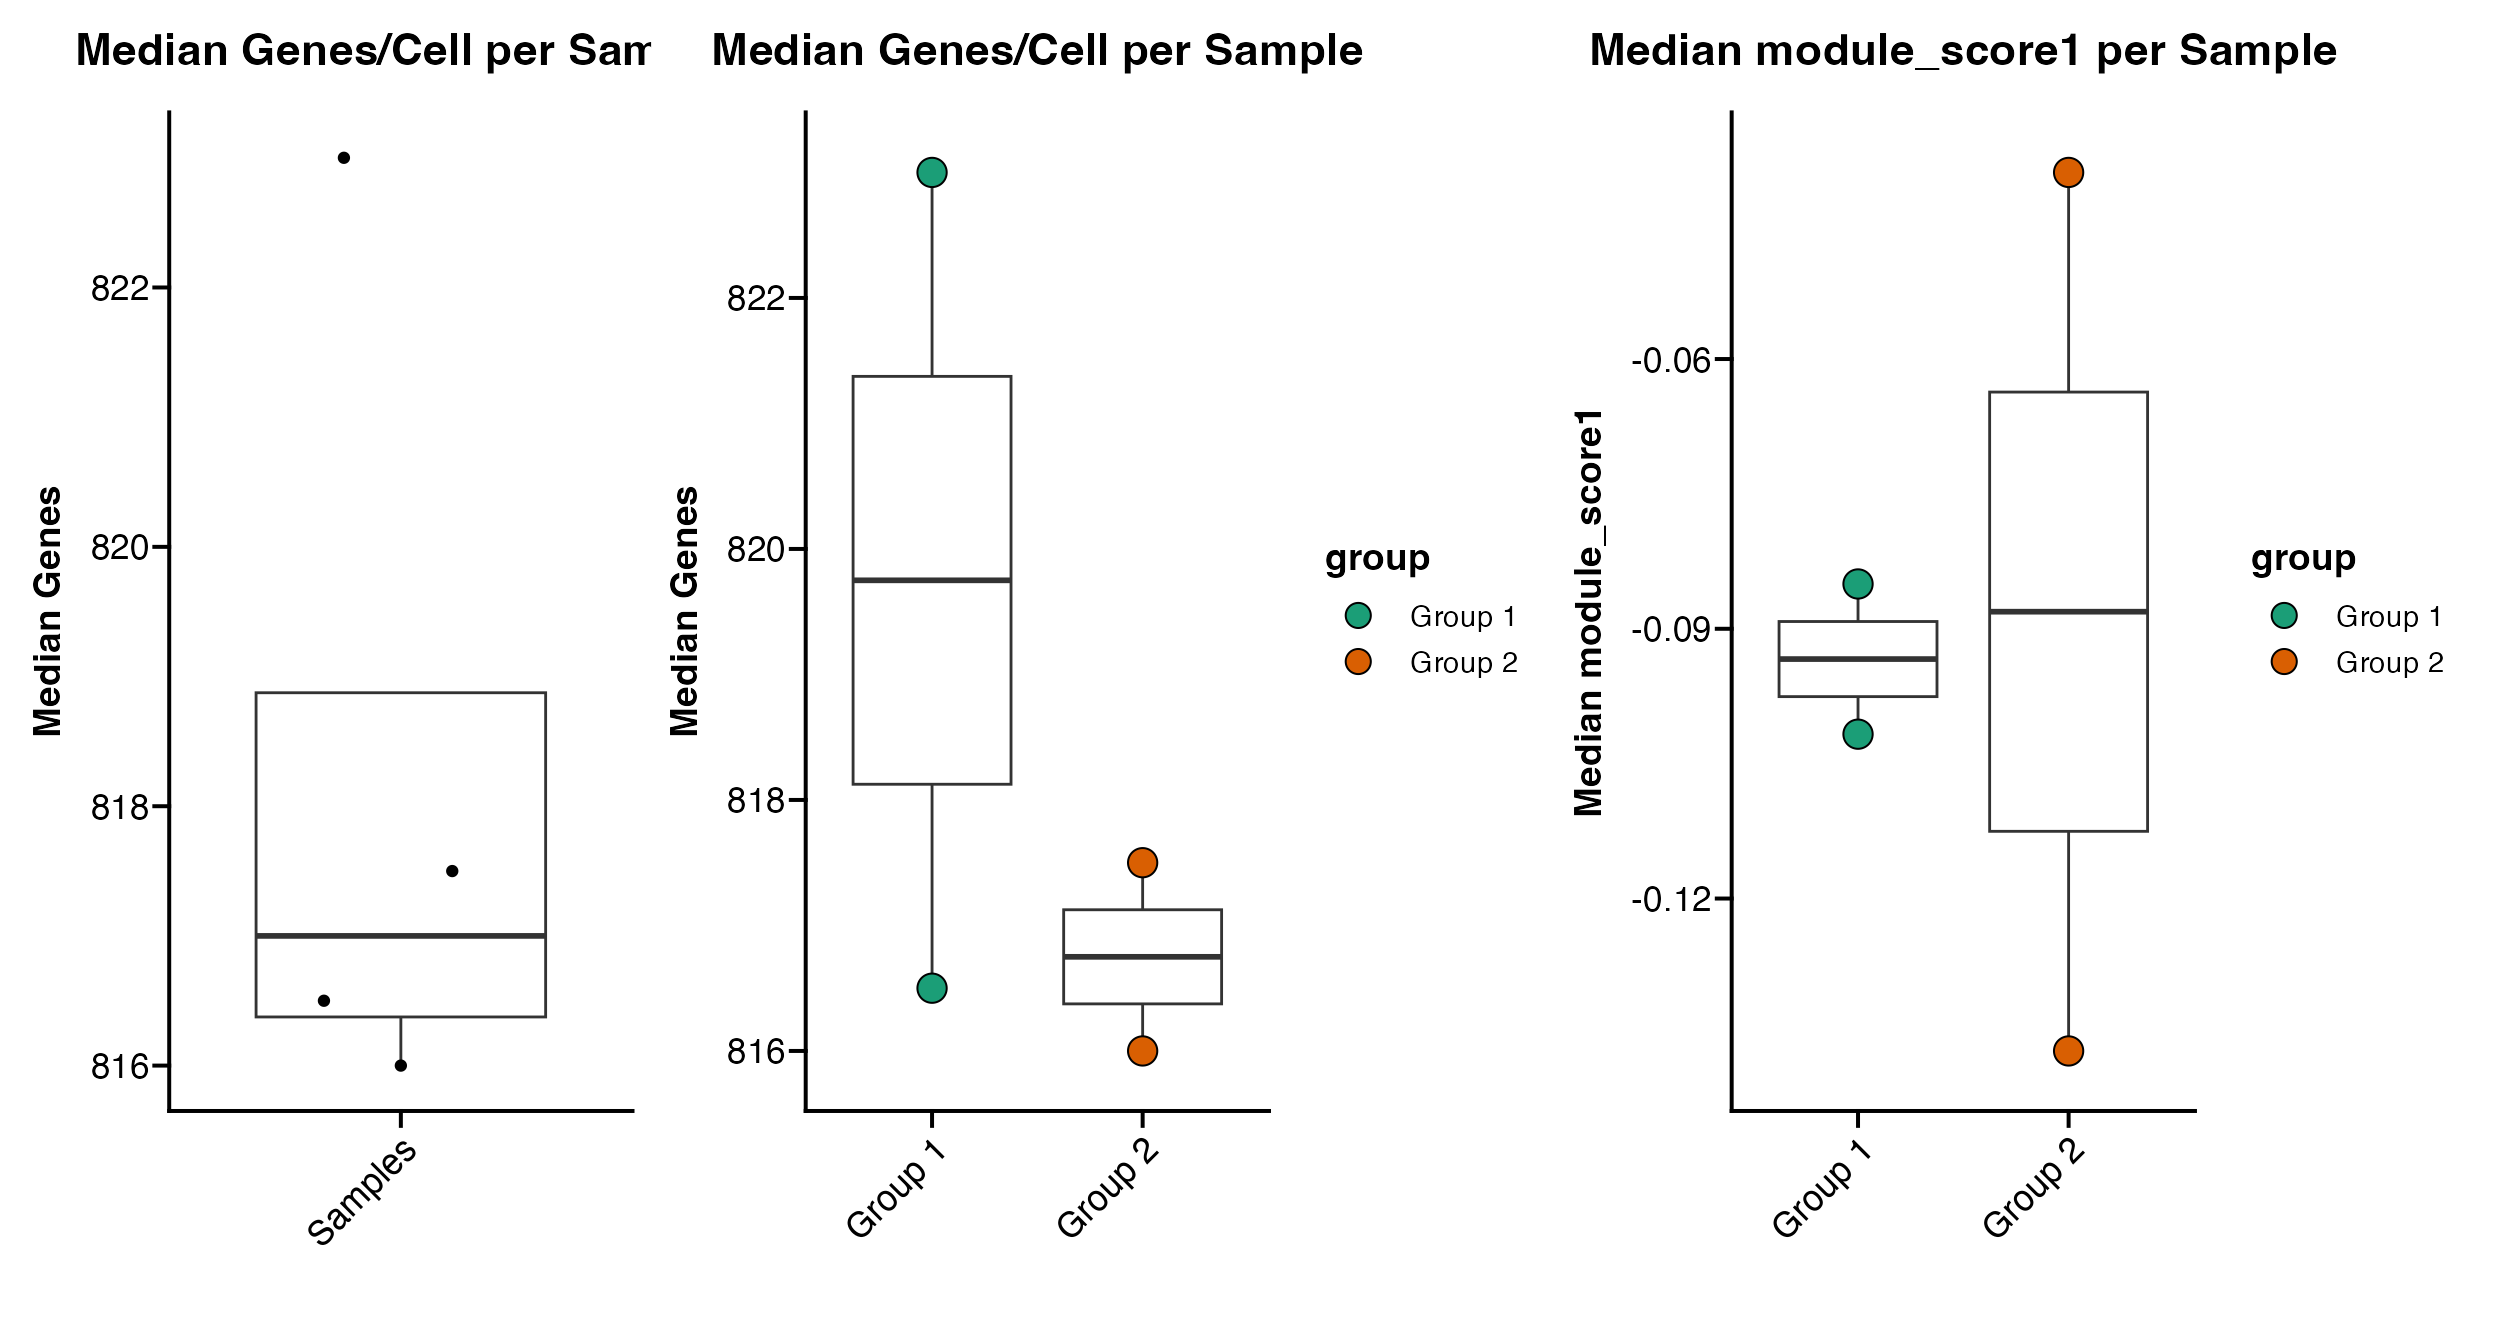 Median Genes/Cell per Sam
Median Genes
822
820
818
816
Samples
Median Genes/Cell per Sample
Median Genes
822
820
818
816
Group 1
Group 2
group
Group 1
Group 2
Median module_score1 per Sample
Median module_score1
-0.06
-0.09
-0.12
Group 1
Group 2
group
Group 1
Group 2